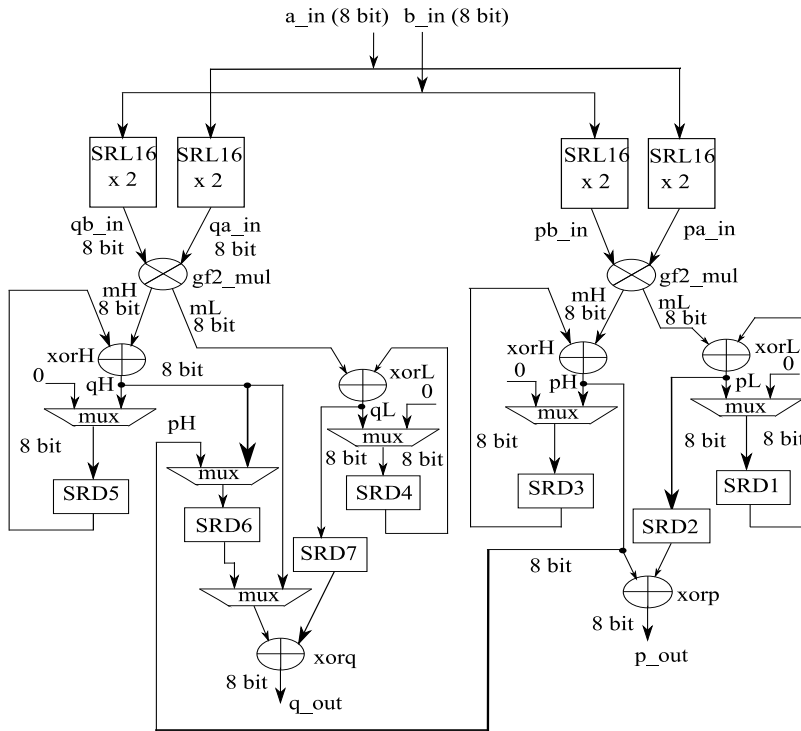 a_in (8 bit) b_in (8 bit)
SRL16
x 2
SRL16
x 2
SRL16
x 2
SRL16
x 2
qb_in
8 bit
qa_in
8 bit
pb_in
pa_in
gf2_mul
gf2_mul
mH
8 bit
mL
8 bit
mH
8 bit
mL
8 bit
xorH
xorL
xorH
xorL
0
qH
8 bit
0
qL
0
pH
0
pL
mux
mux
mux
mux
8 bit
pH
8 bit
8 bit
8 bit
8 bit
8 bit
mux
SRD5
SRD4
SRD3
SRD1
SRD6
SRD7
SRD2
mux
8 bit
xorq
8 bit
q_out
xorp
8 bit
p_out